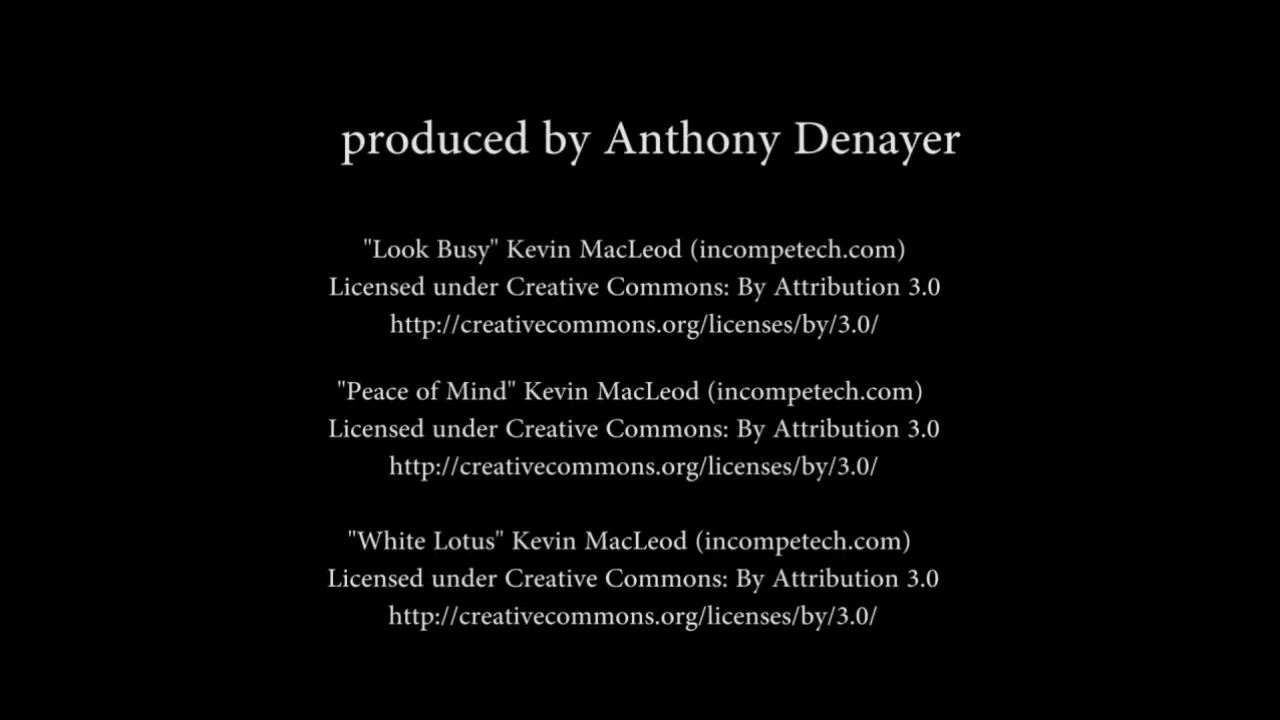 produced by Anthony Denayer
"Look Busy" Kevin MacLeod (incompetech.com)
Licensed under Creative Commons: By Attribution 3.0
http://creativecommons.org/licenses/by/3.0/
"Peace of Mind" Kevin MacLeod (incompetech.com)
Licensed under Creative Commons: By Attribution 3.0
http://creativecommons.org/licenses/by/3.0/
"White Lotus" Kevin MacLeod (incompetech.com)
Licensed under Creative Commons: By Attribution 3.0
http://creativecommons.org/licenses/by/3.0/